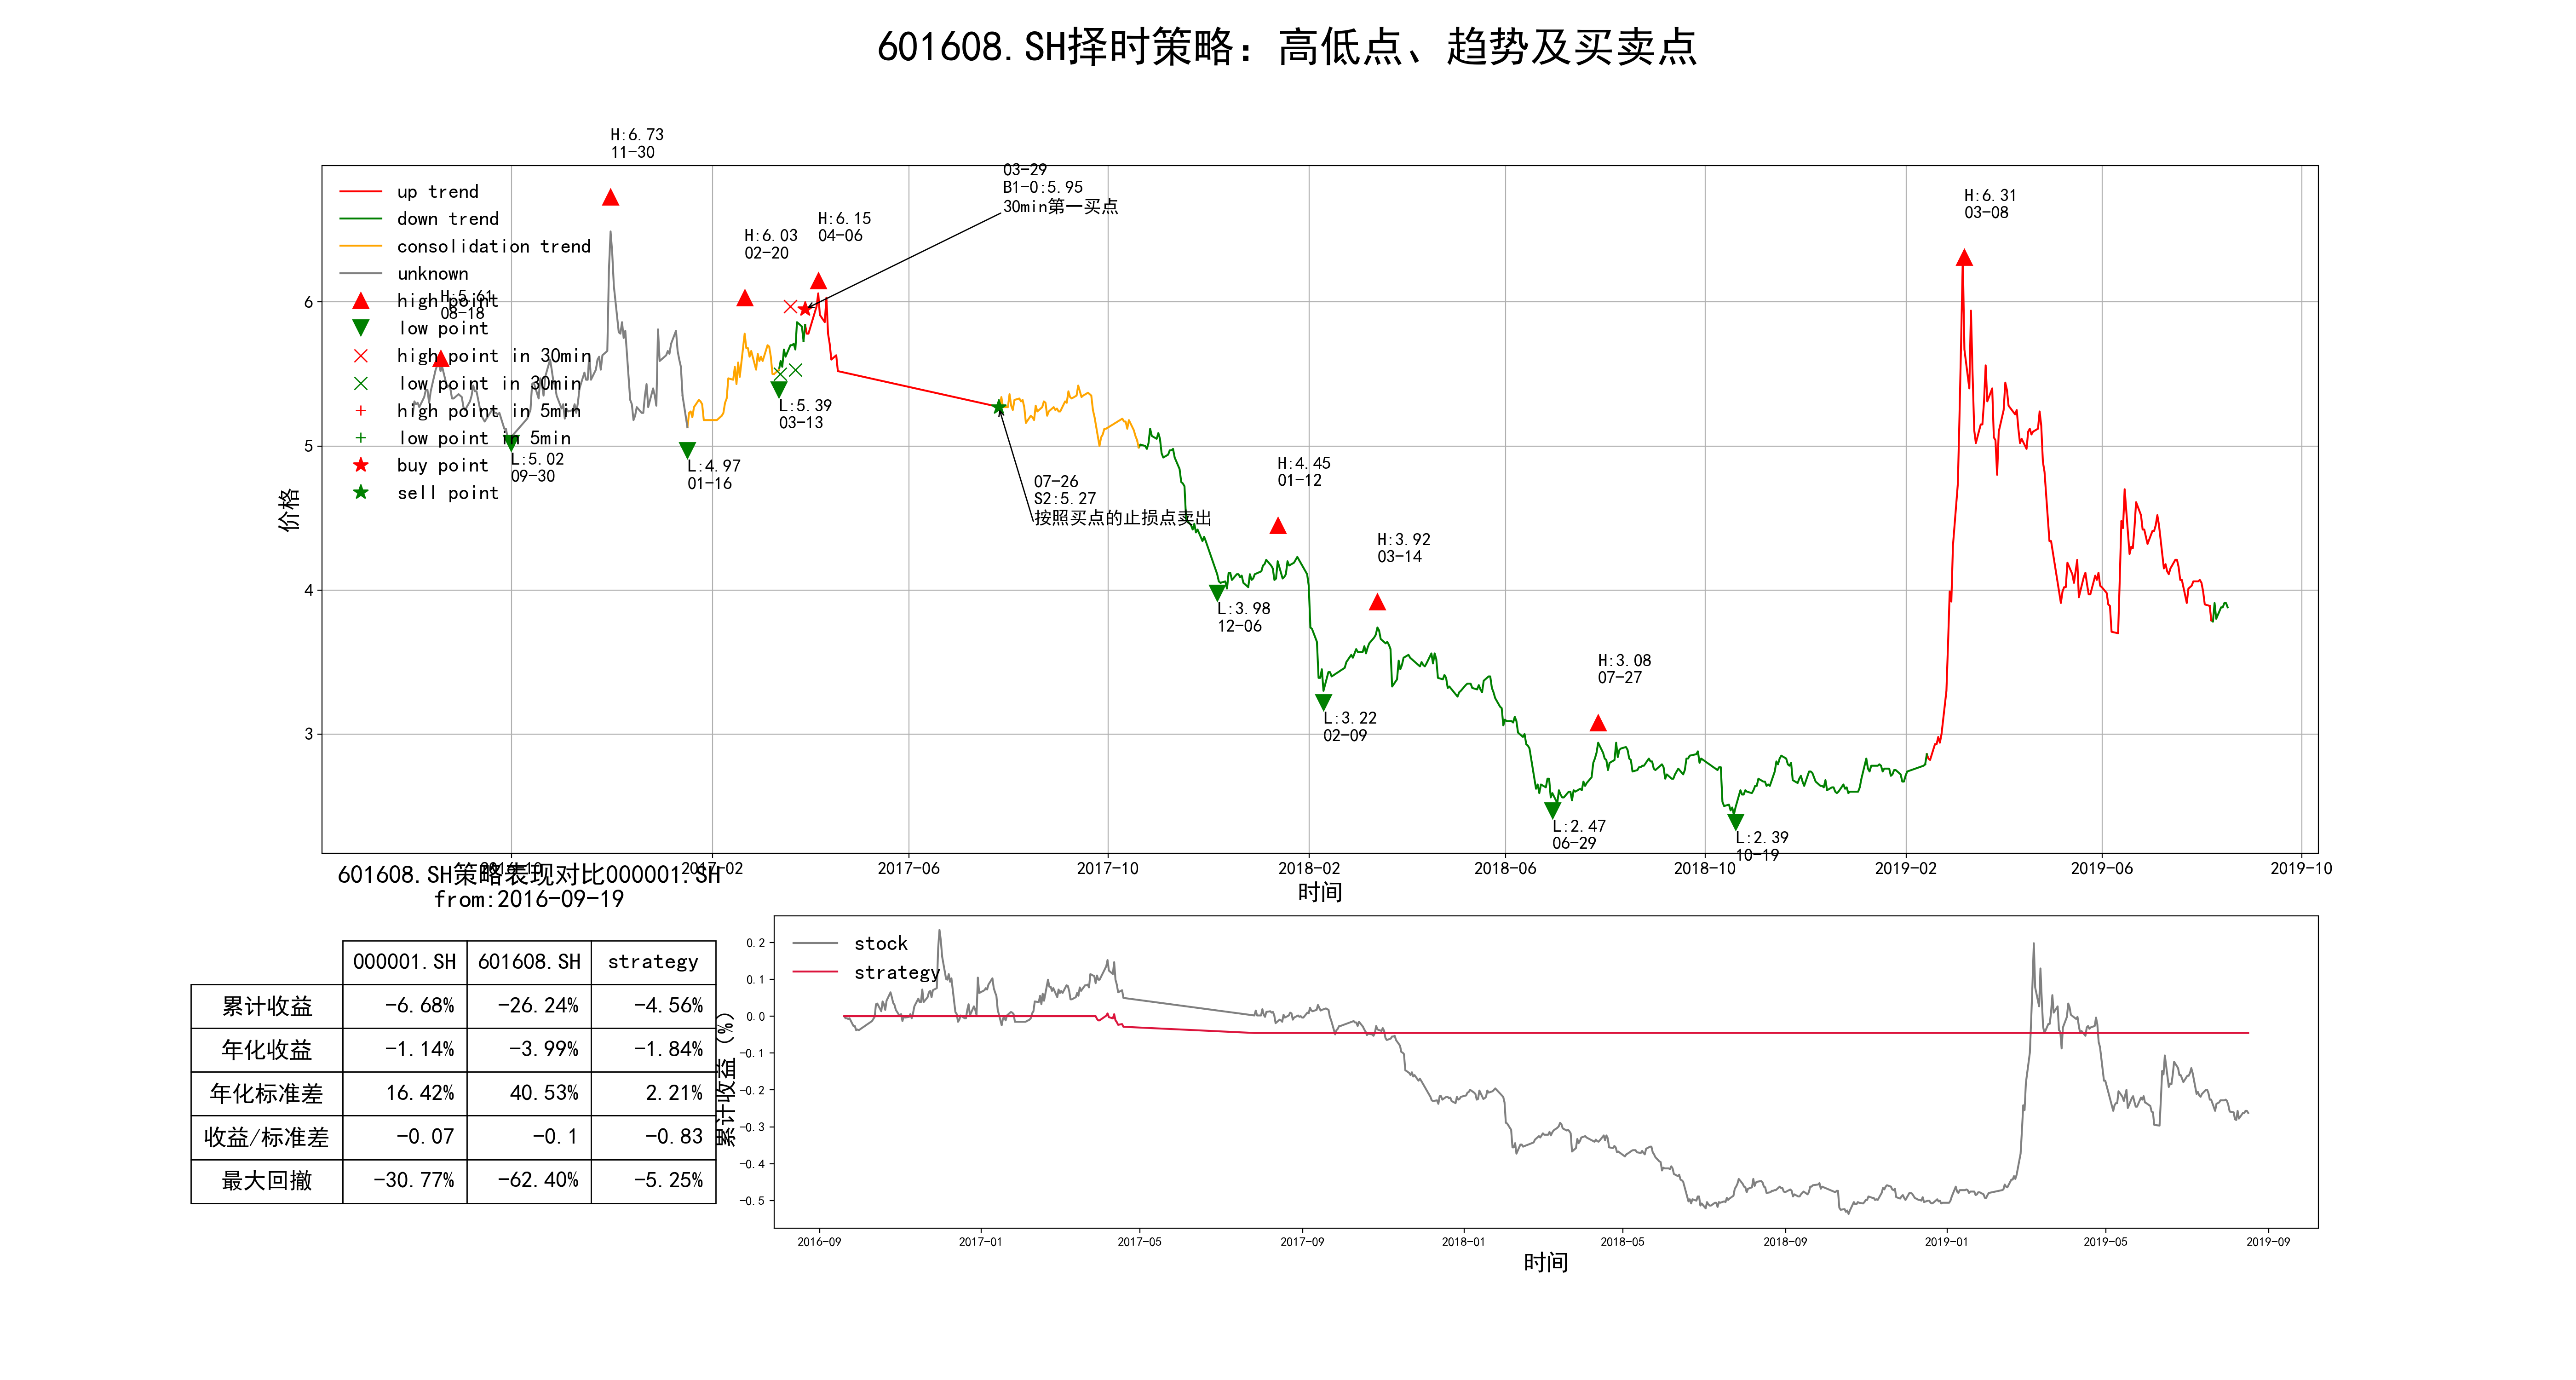 601608.SH择时策略：高低点、趋势及买卖点
H:6.73
11-30
03-29
B1-0:5.95
30min第一买点
up trend
down trend
consolidation trend
unknown
high point
low point
high point in 30min
low point in 30min
high point in 5min
low point in 5min
buy point
sell point
H:5.61
08-18
H:6.03
02-20
H:6.15
04-06
H:6.31
03-08
L:5.02
09-30
L:4.97
01-16
L:5.39
03-13
07-26
S2:5.27
按照买点的止损点卖出
H:4.45
01-12
H:3.92
03-14
L:3.98
12-06
L:3.22
02-09
H:3.08
07-27
L:2.47
06-29
L:2.39
10-19
6
5
4
3
价格
2016-10
2017-02
2017-06
2017-10
2018-02
2018-06
2018-10
2019-02
2019-06
2019-10
时间
601608.SH策略表现对比000001.SH
from:2016-09-19
000001.SH 601608.SH strategy
累计收益 -6.68% -26.24% -4.56%
年化收益 -1.14% -3.99% -1.84%
年化标准差 16.42% 40.53% 2.21%
收益/标准差 -0.07 -0.1 -0.83
最大回撤 -30.77% -62.40% -5.25%
累计收益（%）
0.2
0.1
0.0
-0.1
-0.2
-0.3
-0.4
-0.5
stock
strategy
2016-09
2017-01
2017-05
2017-09
2018-01
2018-05
2018-09
2019-01
2019-05
2019-09
时间